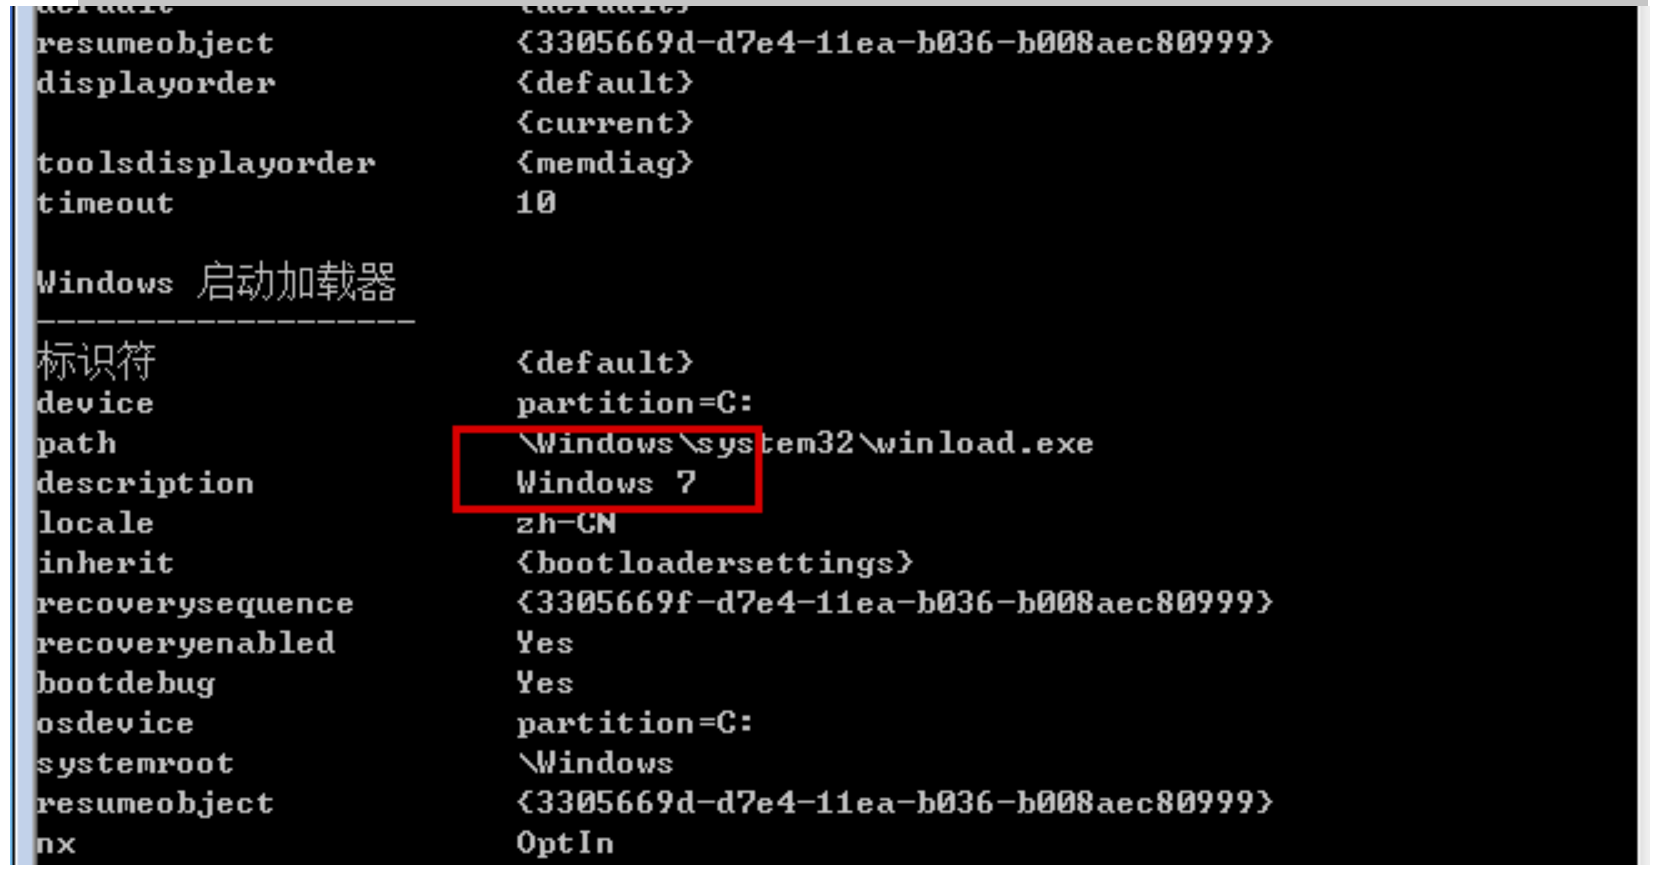 default {default}
resumeobject {3305669d-d7e4-11ea-b036-b008aec80999}
displayorder {default}
{current}
toolsdisplayorder {memdiag}
timeout 10
Windows 启动加载器
-------------------
标识符 {default}
device partition=C:
path \Windows\system32\winload.exe
description Windows 7
locale zh-CN
inherit {bootloadersettings}
recoverysequence {3305669f-d7e4-11ea-b036-b008aec80999}
recoveryenabled Yes
bootdebug Yes
osdevice partition=C:
systemroot \Windows
resumeobject {3305669d-d7e4-11ea-b036-b008aec80999}
nx OptIn